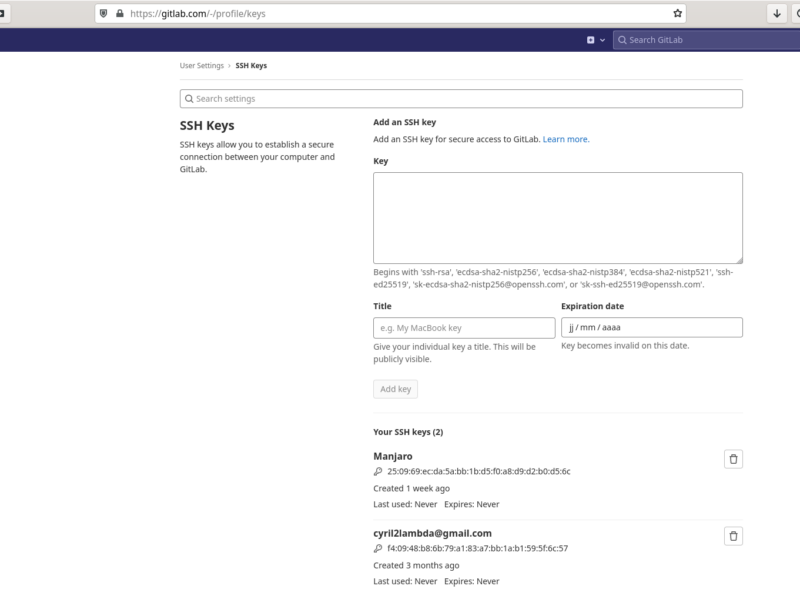 https://gitlab.com/-/profile/keys
Search GitLab
User Settings › SSH Keys
Search settings
SSH Keys
SSH keys allow you to establish a secure
connection between your computer and
GitLab.
Add an SSH key
Add an SSH key for secure access to GitLab. Learn more.
Key
Begins with 'ssh-rsa', 'ecdsa-sha2-nistp256', 'ecdsa-sha2-nistp384', 'ecdsa-sha2-nistp521', 'ssh-
ed25519', 'sk-ecdsa-sha2-nistp256@openssh.com', or 'sk-ssh-ed25519@openssh.com'.
Title
Expiration date
e.g. My MacBook key
jj / mm / aaaa
Give your individual key a title. This will be
publicly visible.
Key becomes invalid on this date.
Add key
Your SSH keys (2)
Manjaro
25:09:69:ec:da:5a:bb:1b:d5:f0:a8:d9:d2:b0:d5:6c
Created 1 week ago
Last used: Never Expires: Never
cyril2lambda@gmail.com
f4:09:48:b8:6b:79:a1:83:a7:bb:1a:b1:59:5f:6c:57
Created 3 months ago
Last used: Never Expires: Never